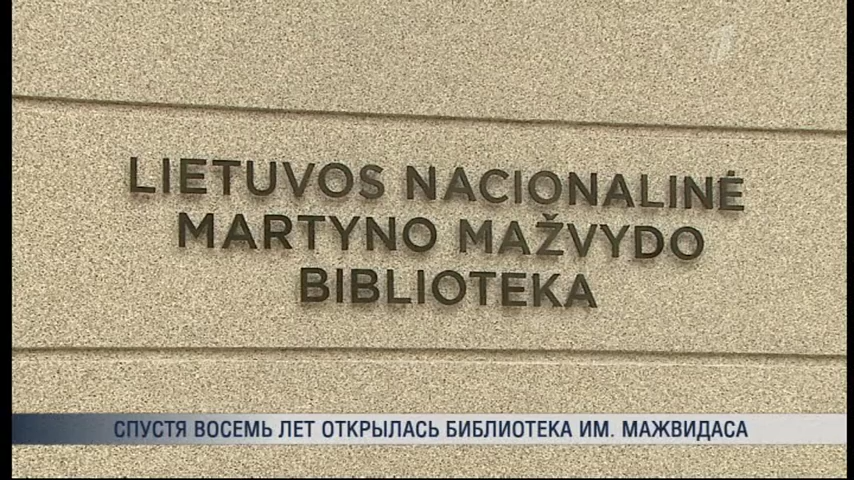 LIETUVOS NACIONALINĖ
MARTYNO MAŽVYDO
BIBLIOTEKA
СПУСТЯ ВОСЕМЬ ЛЕТ ОТКРЫЛАСЬ БИБЛИОТЕКА ИМ. МАЖВИДАСА